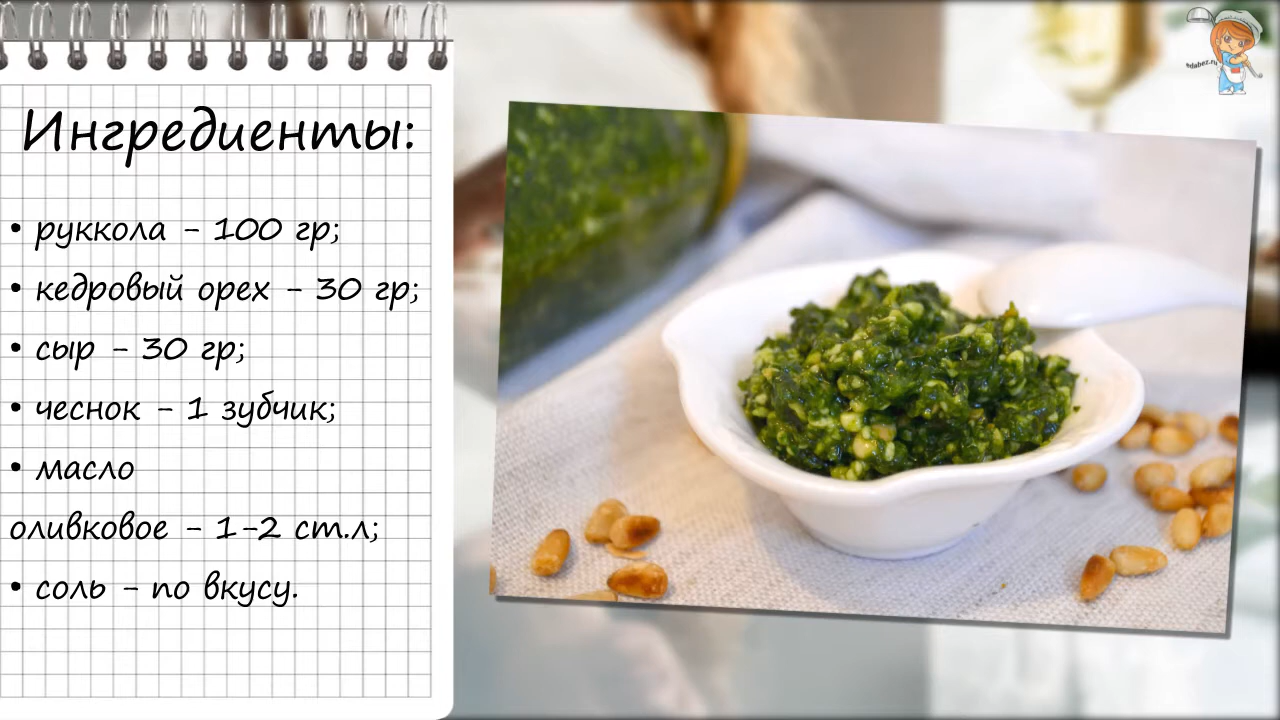 Ингредиенты:
• руккола - 100 гр;
• кедровый орех - 30 гр;
• сыр - 30 гр;
• чеснок - 1 зубчик;
• масло
оливковое - 1-2 ст.л;
• соль - по вкусу.